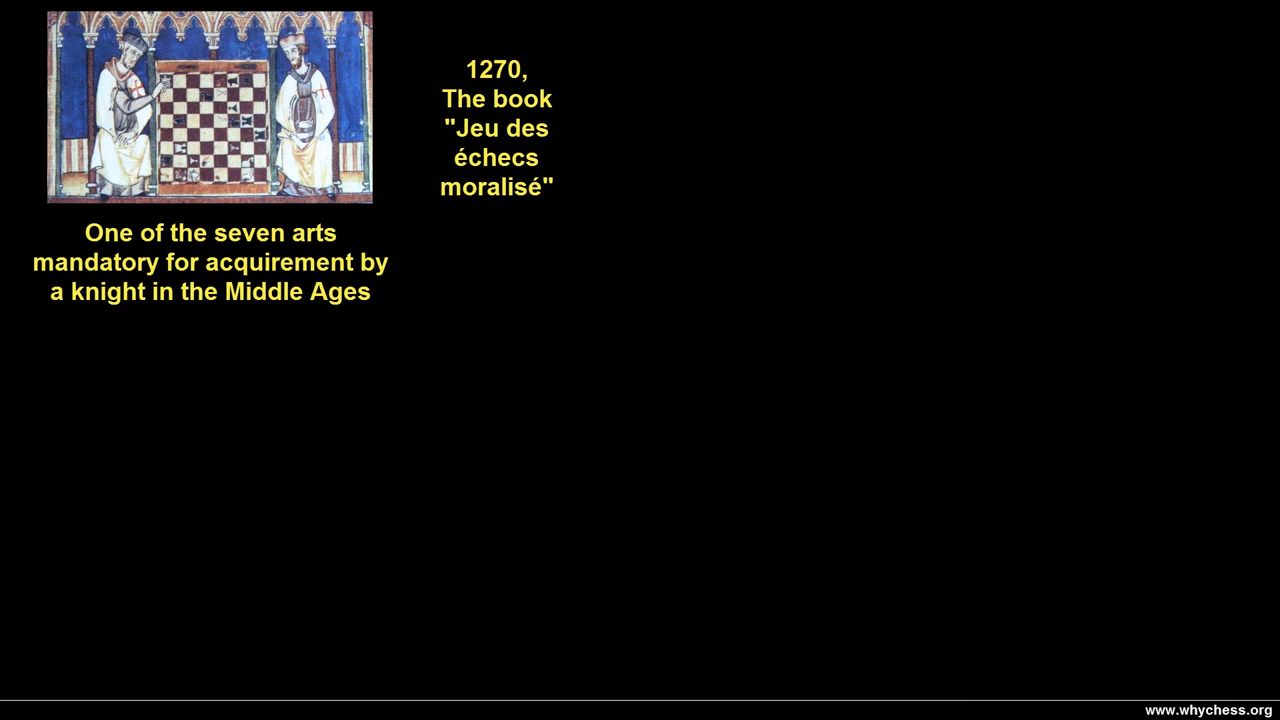 1270,
The book
"Jeu des
échecs
moralisé"
One of the seven arts
mandatory for acquirement by
a knight in the Middle Ages
www.whychess.org